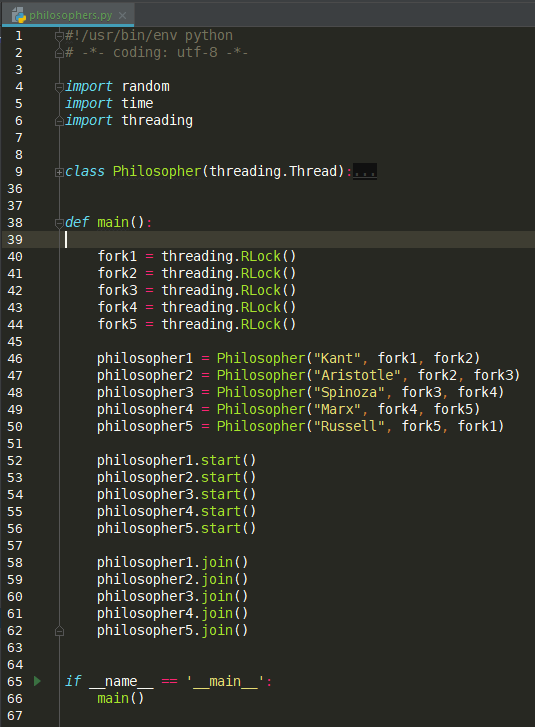 philosophers.py ×
1 #!/usr/bin/env python
2 # -*- coding: utf-8 -*-
3
4 import random
5 import time
6 import threading
7
8
9 class Philosopher(threading.Thread):...
36
37
38 def main():
39
40     fork1 = threading.RLock()
41     fork2 = threading.RLock()
42     fork3 = threading.RLock()
43     fork4 = threading.RLock()
44     fork5 = threading.RLock()
45
46     philosopher1 = Philosopher("Kant", fork1, fork2)
47     philosopher2 = Philosopher("Aristotle", fork2, fork3)
48     philosopher3 = Philosopher("Spinoza", fork3, fork4)
49     philosopher4 = Philosopher("Marx", fork4, fork5)
50     philosopher5 = Philosopher("Russell", fork5, fork1)
51
52     philosopher1.start()
53     philosopher2.start()
54     philosopher3.start()
55     philosopher4.start()
56     philosopher5.start()
57
58     philosopher1.join()
59     philosopher2.join()
60     philosopher3.join()
61     philosopher4.join()
62     philosopher5.join()
63
64
65 if __name__ == '__main__':
66     main()
67